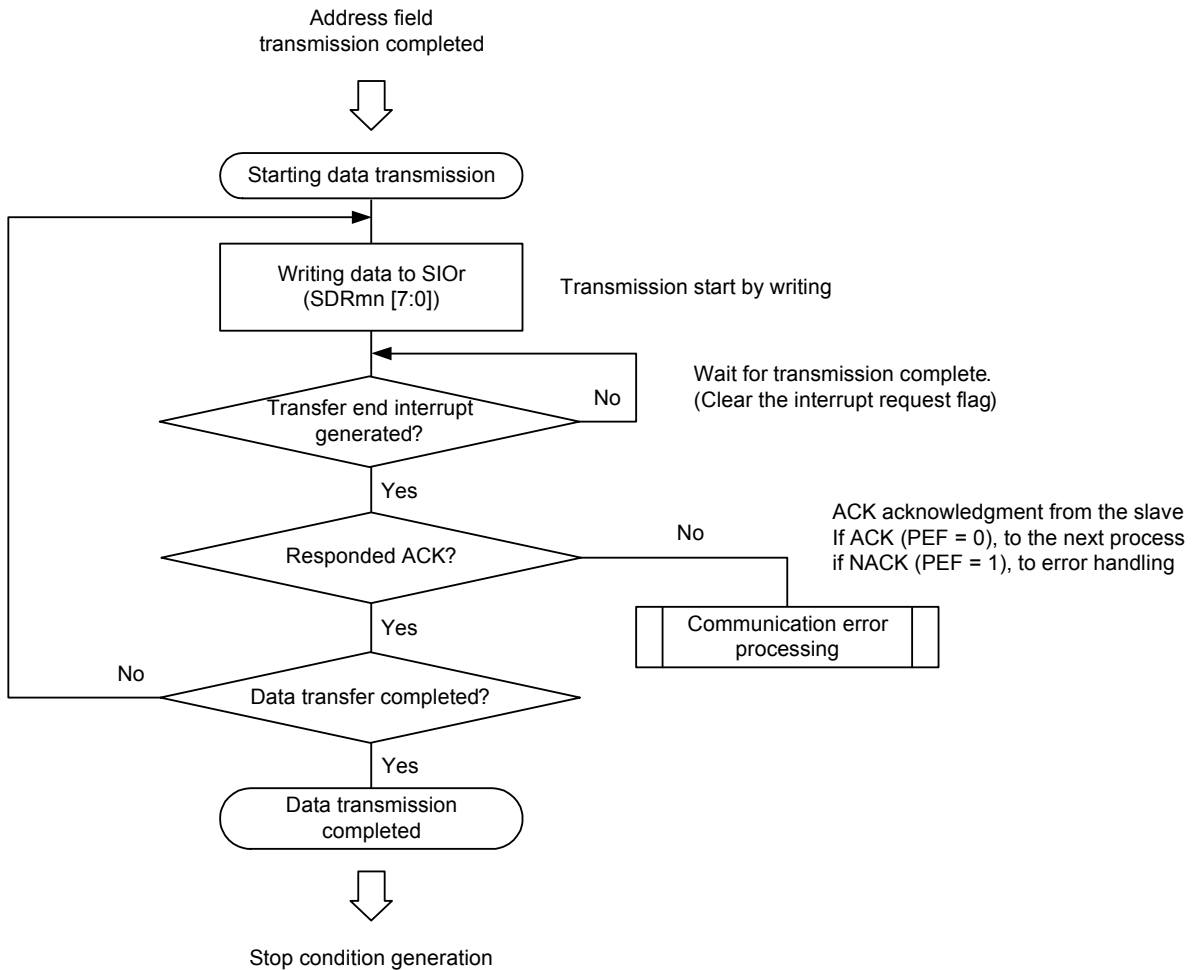 Address field
transmission completed
Starting data transmission
Writing data to SIOr
(SDRmn [7:0])
Transmission start by writing
Transfer end interrupt
generated?
No
Wait for transmission complete.
(Clear the interrupt request flag)
Yes
Responded ACK?
No
ACK acknowledgment from the slave
If ACK (PEF = 0), to the next process
if NACK (PEF = 1), to error handling
Communication error
processing
Yes
No
Data transfer completed?
Yes
Data transmission
completed
Stop condition generation